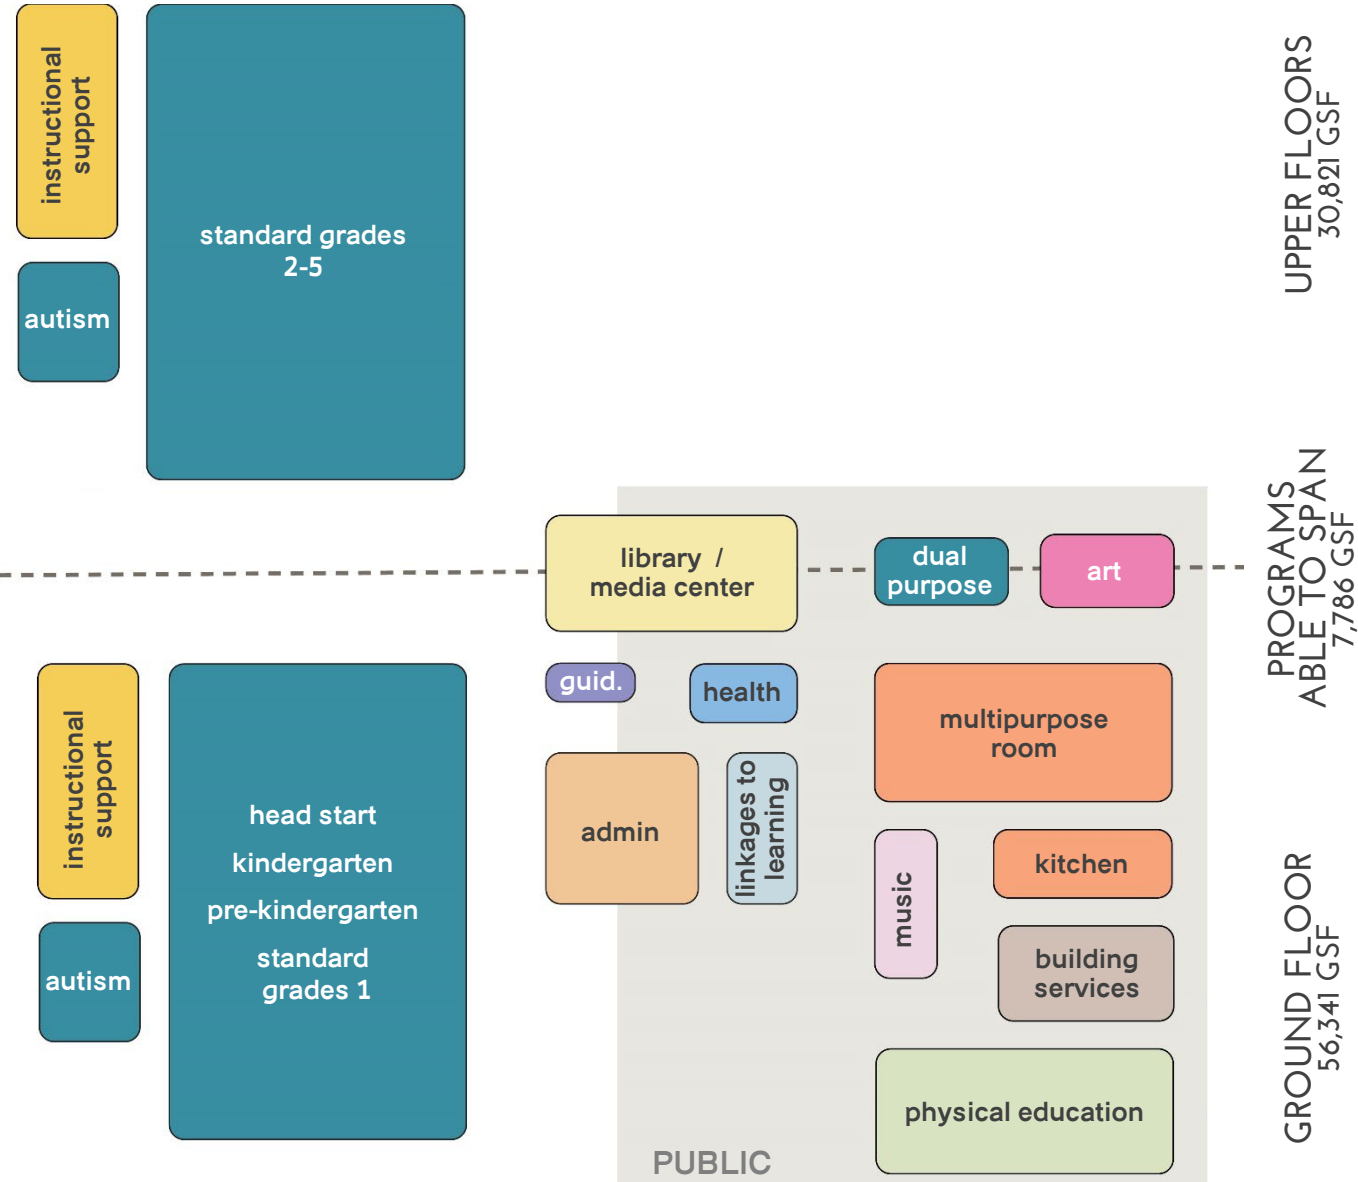 instructional
support
autism
standard grades
2-5
UPPER FLOORS
30,821 GSF
library /
media center
dual
purpose
art
PROGRAMS
ABLE TO SPAN
7,786 GSF
instructional
support
autism
head start
kindergarten
pre-kindergarten
standard
grades 1
guid.
health
admin
linkages to
learning
multipurpose
room
music
kitchen
building
services
physical education
PUBLIC
GROUND FLOOR
56,341 GSF